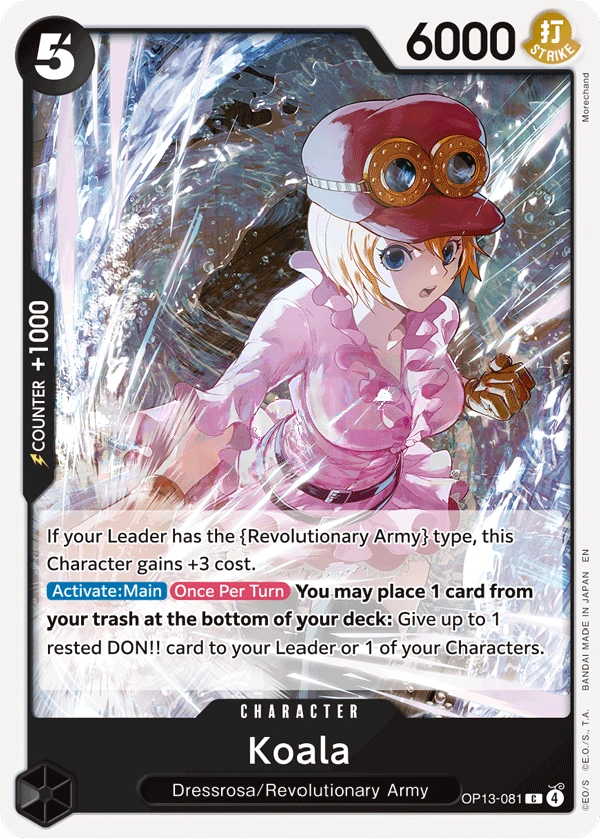 5
6000
打
STRIKE
Morechand
COUNTER +1000
If your Leader has the {Revolutionary Army} type, this
Character gains +3 cost.
Activate:Main Once Per Turn You may place 1 card from
your trash at the bottom of your deck: Give up to 1
rested DON!! card to your Leader or 1 of your Characters.
CHARACTER
Koala
Dressrosa/Revolutionary Army
OP13-081 C 4
©E.O/S ©E.O./S., T.A. BANDAI MADE IN JAPAN EN